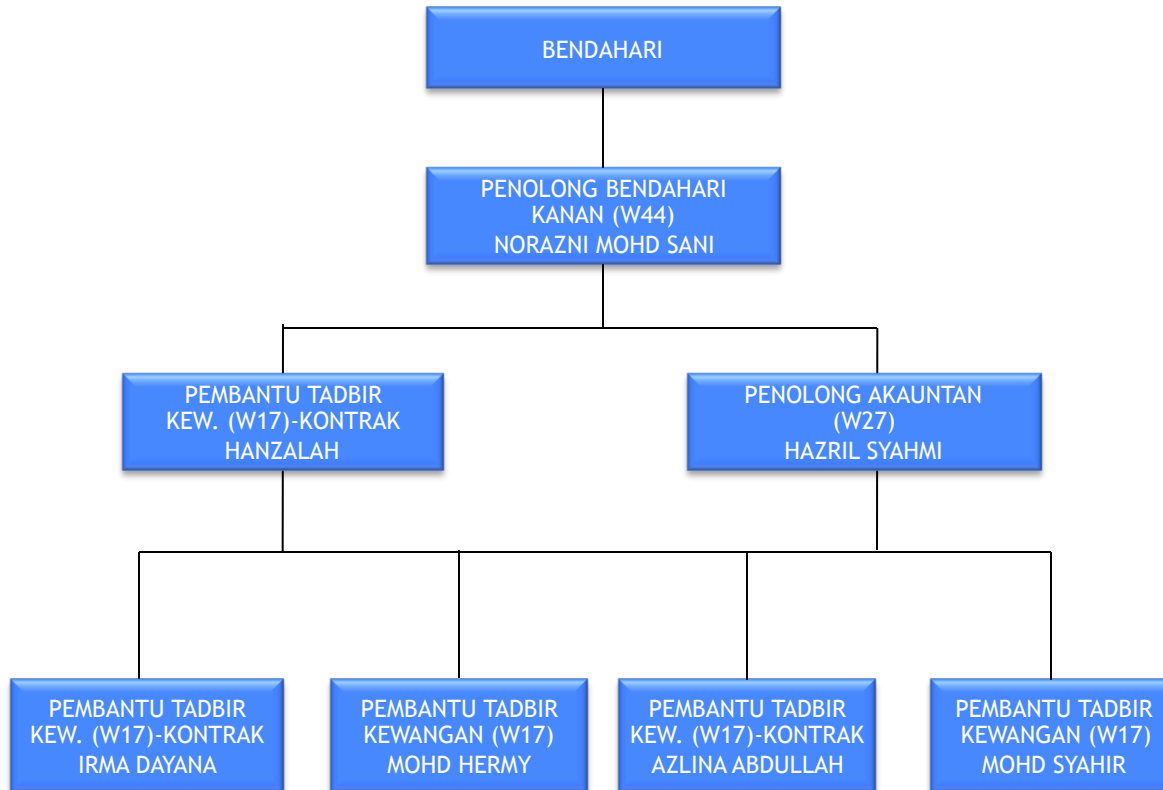 BENDAHARI
PENOLONG BENDAHARI
KANAN (W44)
NORAZNI MOHD SANI
PEMBANTU TADBIR
KEW. (W17)-KONTRAK
HANZALAH
PENOLONG AKAUNTAN
(W27)
HAZRIL SYAHMI
PEMBANTU TADBIR
KEW. (W17)-KONTRAK
IRMA DAYANA
PEMBANTU TADBIR
KEWANGAN (W17)
MOHD HERMY
PEMBANTU TADBIR
KEW. (W17)-KONTRAK
AZLINA ABDULLAH
PEMBANTU TADBIR
KEWANGAN (W17)
MOHD SYAHIR